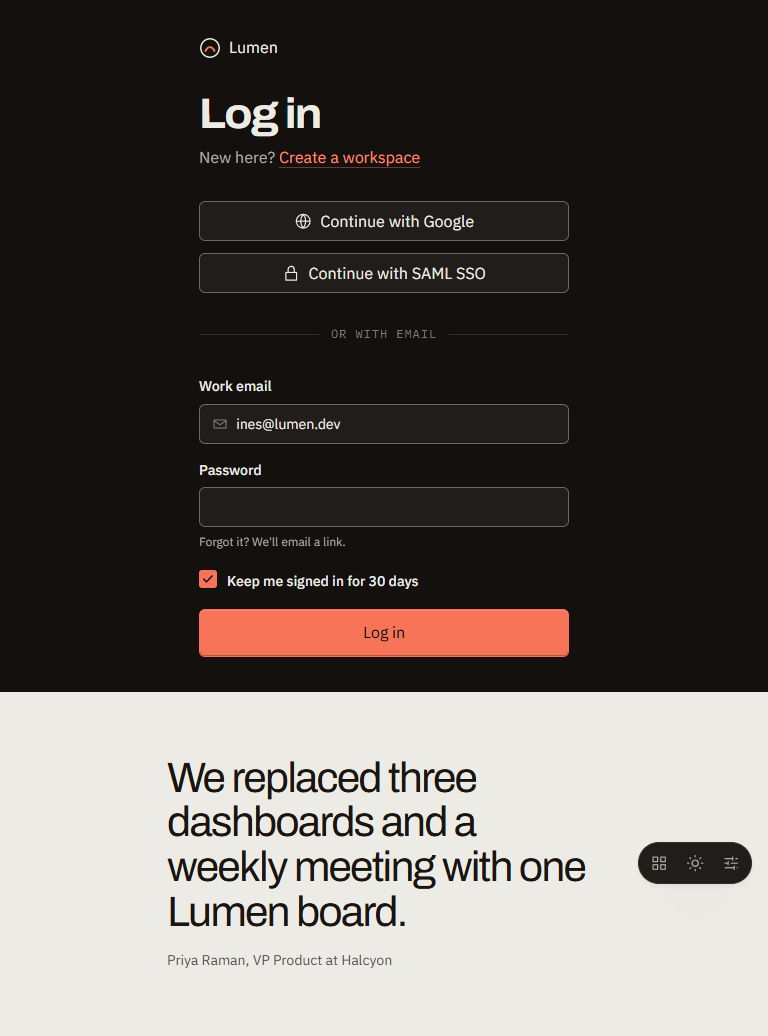 Lumen
Log in
New here? Create a workspace
Continue with Google
Continue with SAML SSO
OR WITH EMAIL
Work email
ines@lumen.dev
Password
Forgot it? We'll email a link.
Keep me signed in for 30 days
Log in
We replaced three
dashboards and a
weekly meeting with one
Lumen board.
Priya Raman, VP Product at Halcyon